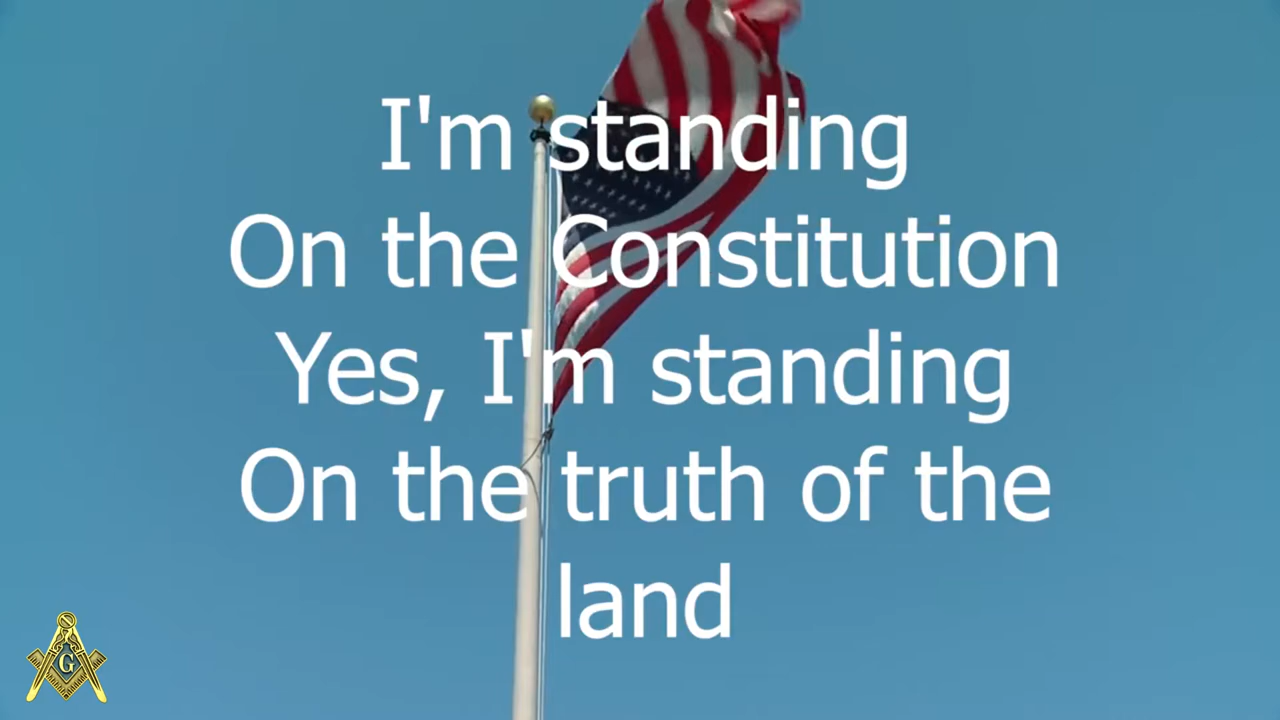 I'm standing
On the Constitution
Yes, I'm standing
On the truth of the
land
G